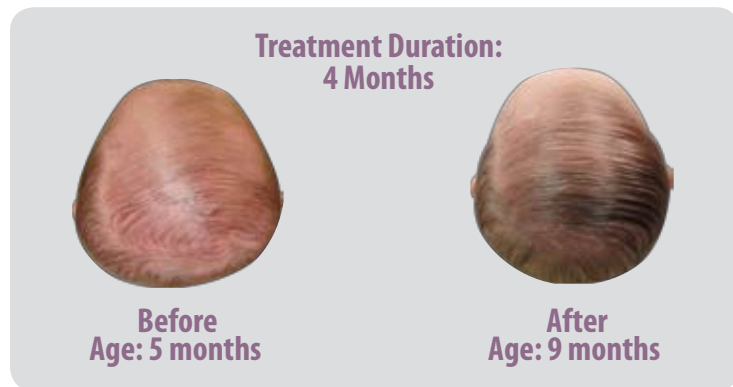 Treatment Duration:
4 Months
Before
Age: 5 months
After
Age: 9 months